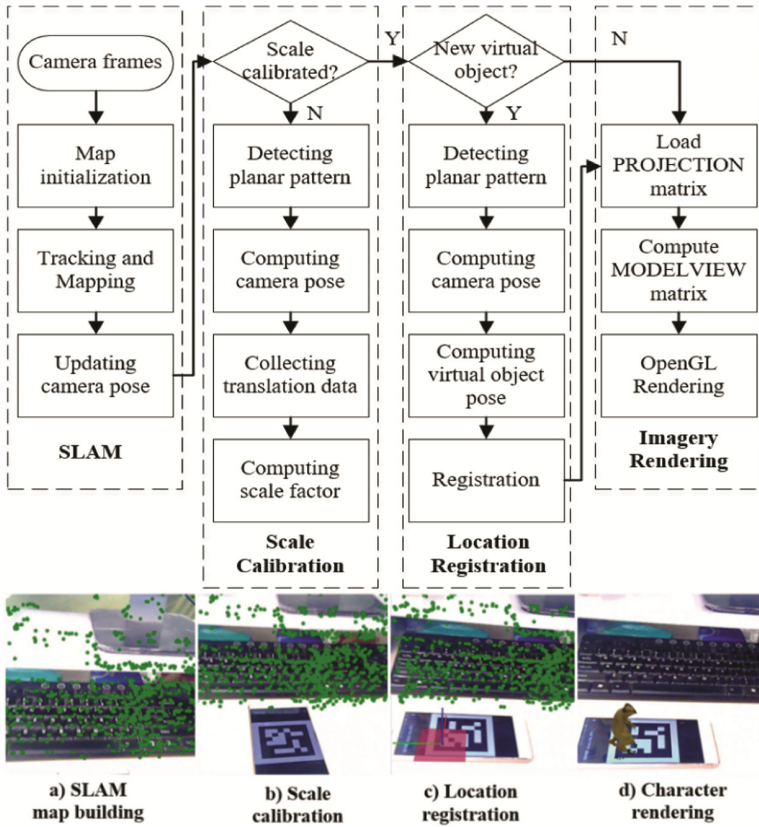 Camera frames
Map
initialization
Tracking and
Mapping
Updating
camera pose
SLAM
Scale
calibrated?
Y
N
Detecting
planar pattern
Computing
camera pose
Collecting
translation data
Computing
scale factor
Scale
Calibration
New virtual
object?
N
Y
Detecting
planar pattern
Computing
camera pose
Computing
virtual object
pose
Registration
Location
Registration
Load
PROJECTION
matrix
Compute
MODELVIEW
matrix
OpenGL
Rendering
Imagery
Rendering
a) SLAM
map building
b) Scale
calibration
c) Location
registration
d) Character
rendering